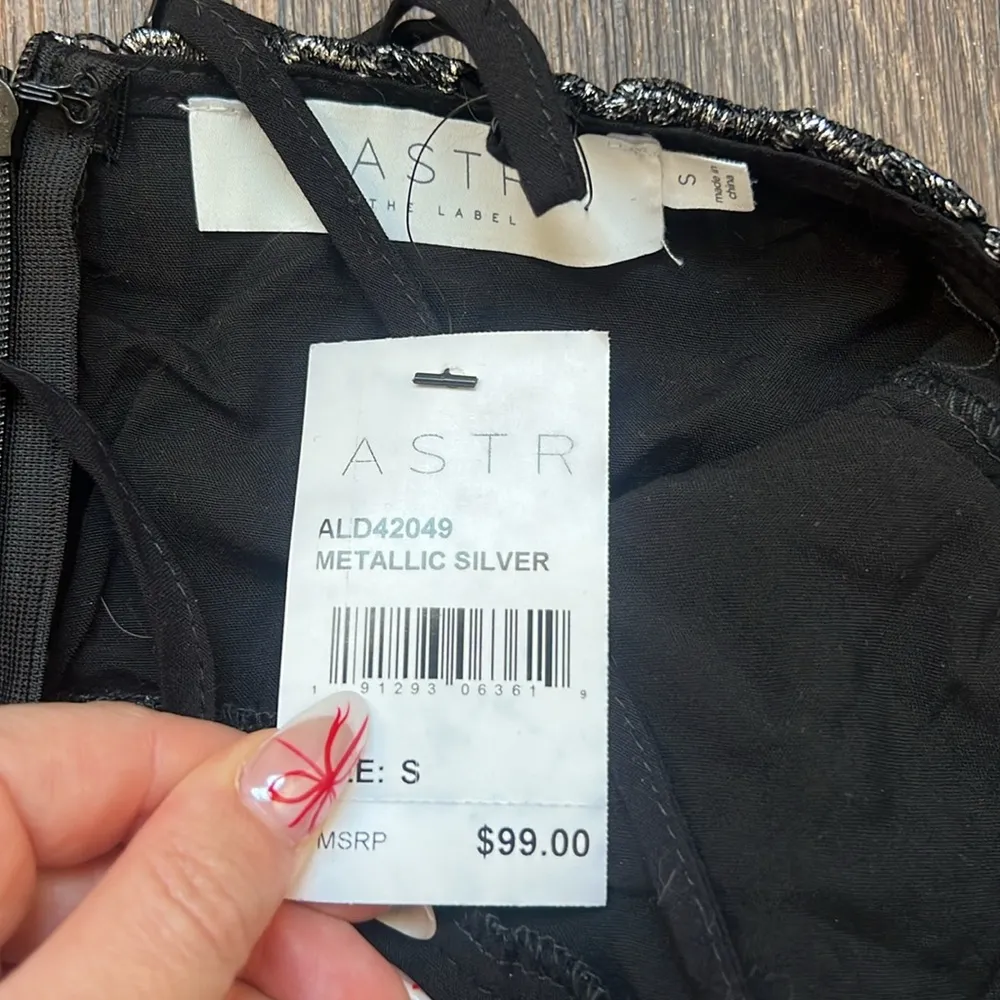 ASTR
THE LABEL
S
made in
china
ASTR
ALD42049
METALLIC SILVER
1 91293 06361 9
E: S
MSRP $99.00